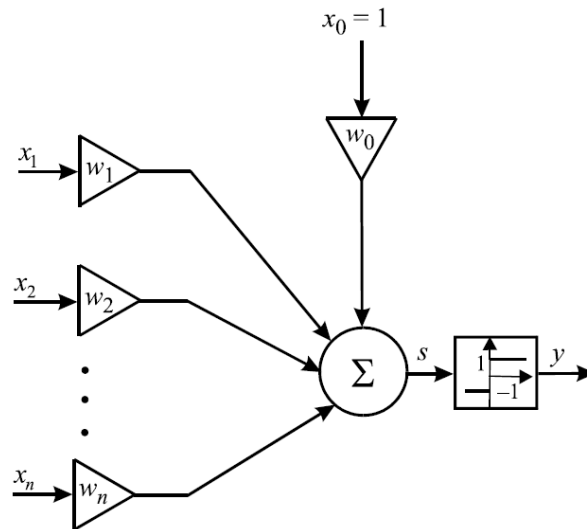 x₀ = 1
w₀
x₁
w₁
x₂
w₂
Σ
s
1
−1
y
xₙ
wₙ